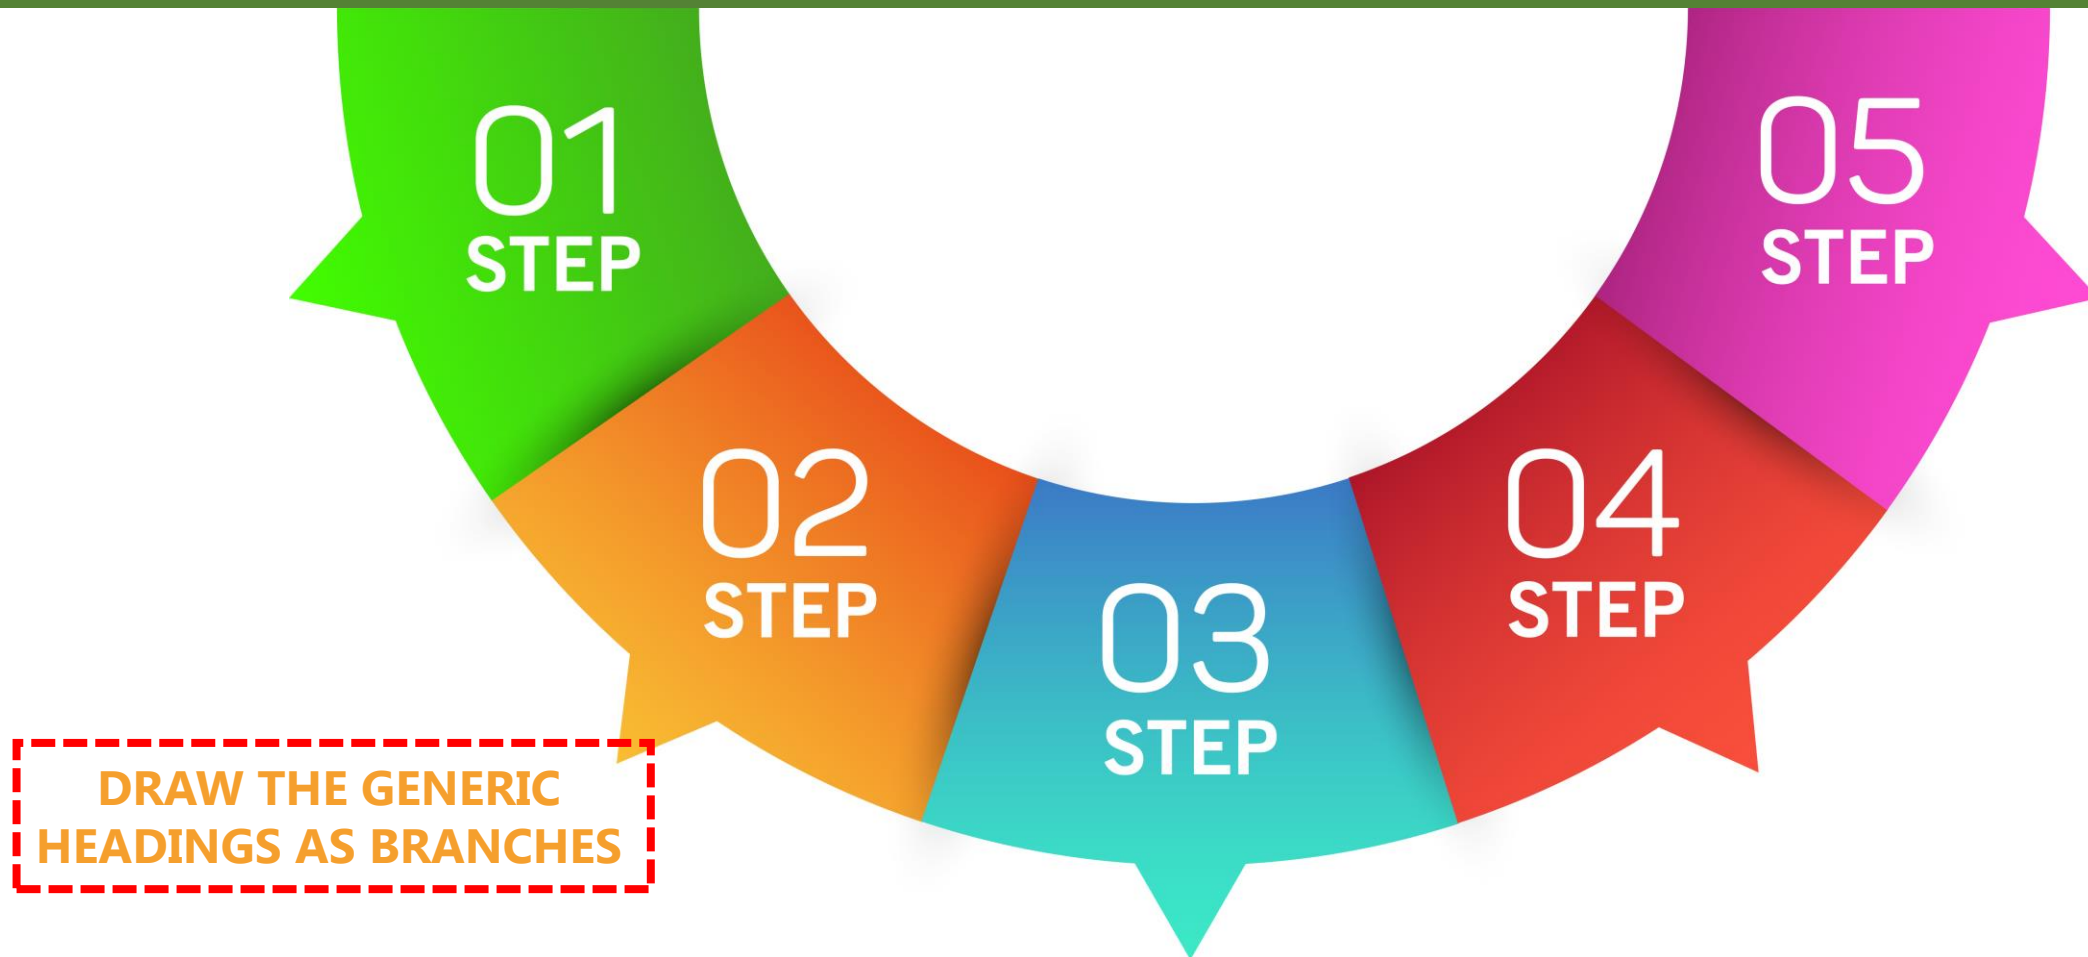 01
STEP
02
STEP
03
STEP
04
STEP
05
STEP
DRAW THE GENERIC
HEADINGS AS BRANCHES